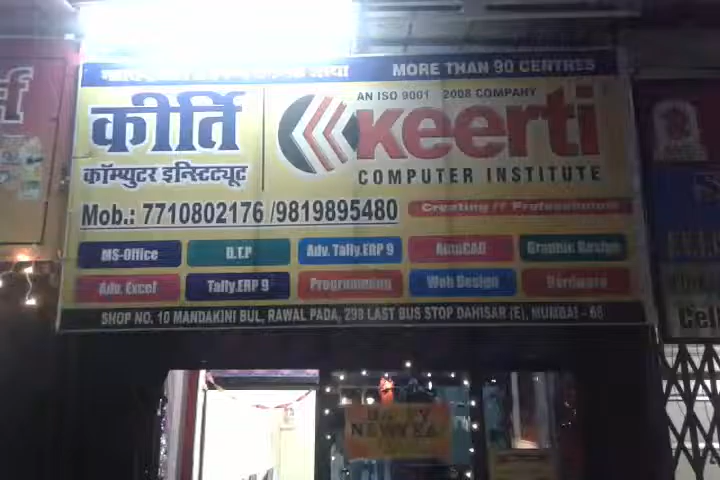 MORE THAN 90 CENTRES
कीर्ति
कॉम्प्युटर इन्स्टिट्यूट
AN ISO 9001 2008 COMPANY
Keerti
COMPUTER INSTITUTE
Mob.: 7710802176 /9819895480
Creating IT Professionals
MS-Office
D.T.P
Adv. Tally.ERP 9
AutoCAD
Graphic Design
Adv. Excel
Tally.ERP 9
Programming
Web Design
Hardware
SHOP NO. 10 MANDAKINI BUL, RAWAL PADA, 298 LAST BUS STOP DAHISAR (E), MUMBAI - 68
NEWYEA
Cell